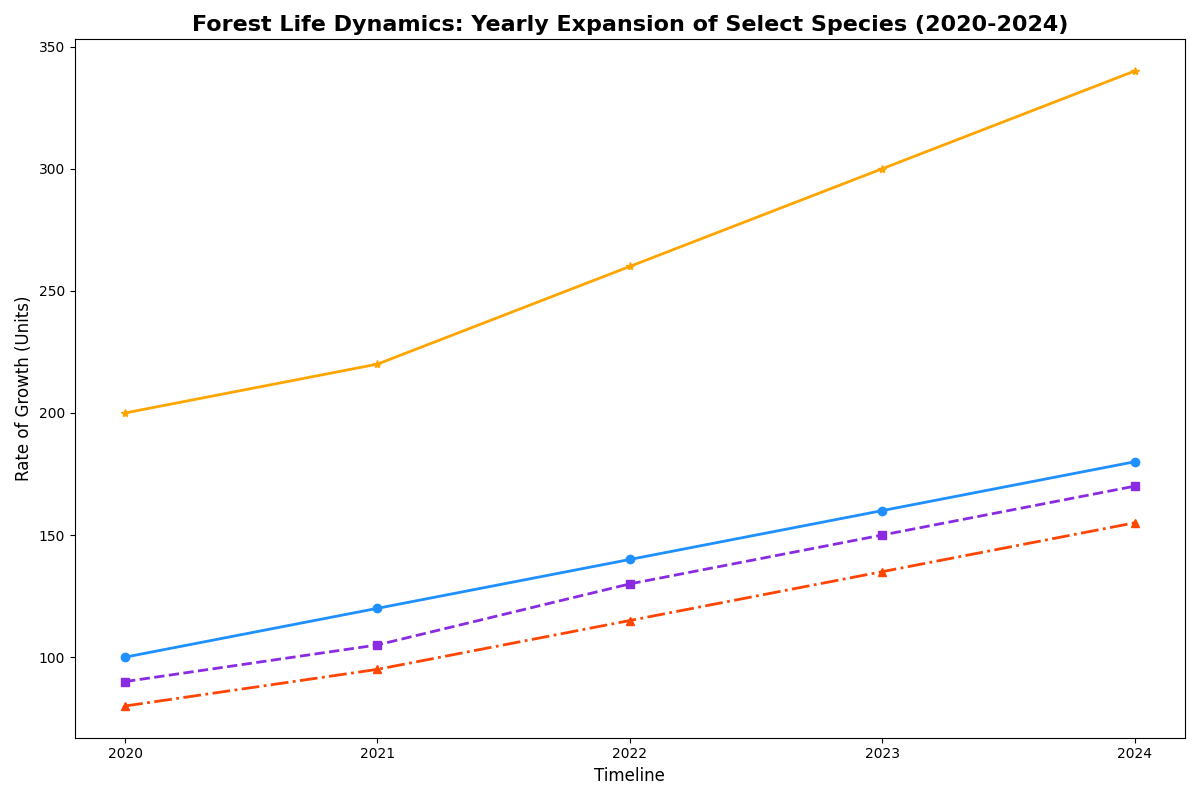 Forest Life Dynamics: Yearly Expansion of Select Species (2020-2024)
350
300
250
200
150
100
Rate of Growth (Units)
2020 2021 2022 2023 2024
Timeline